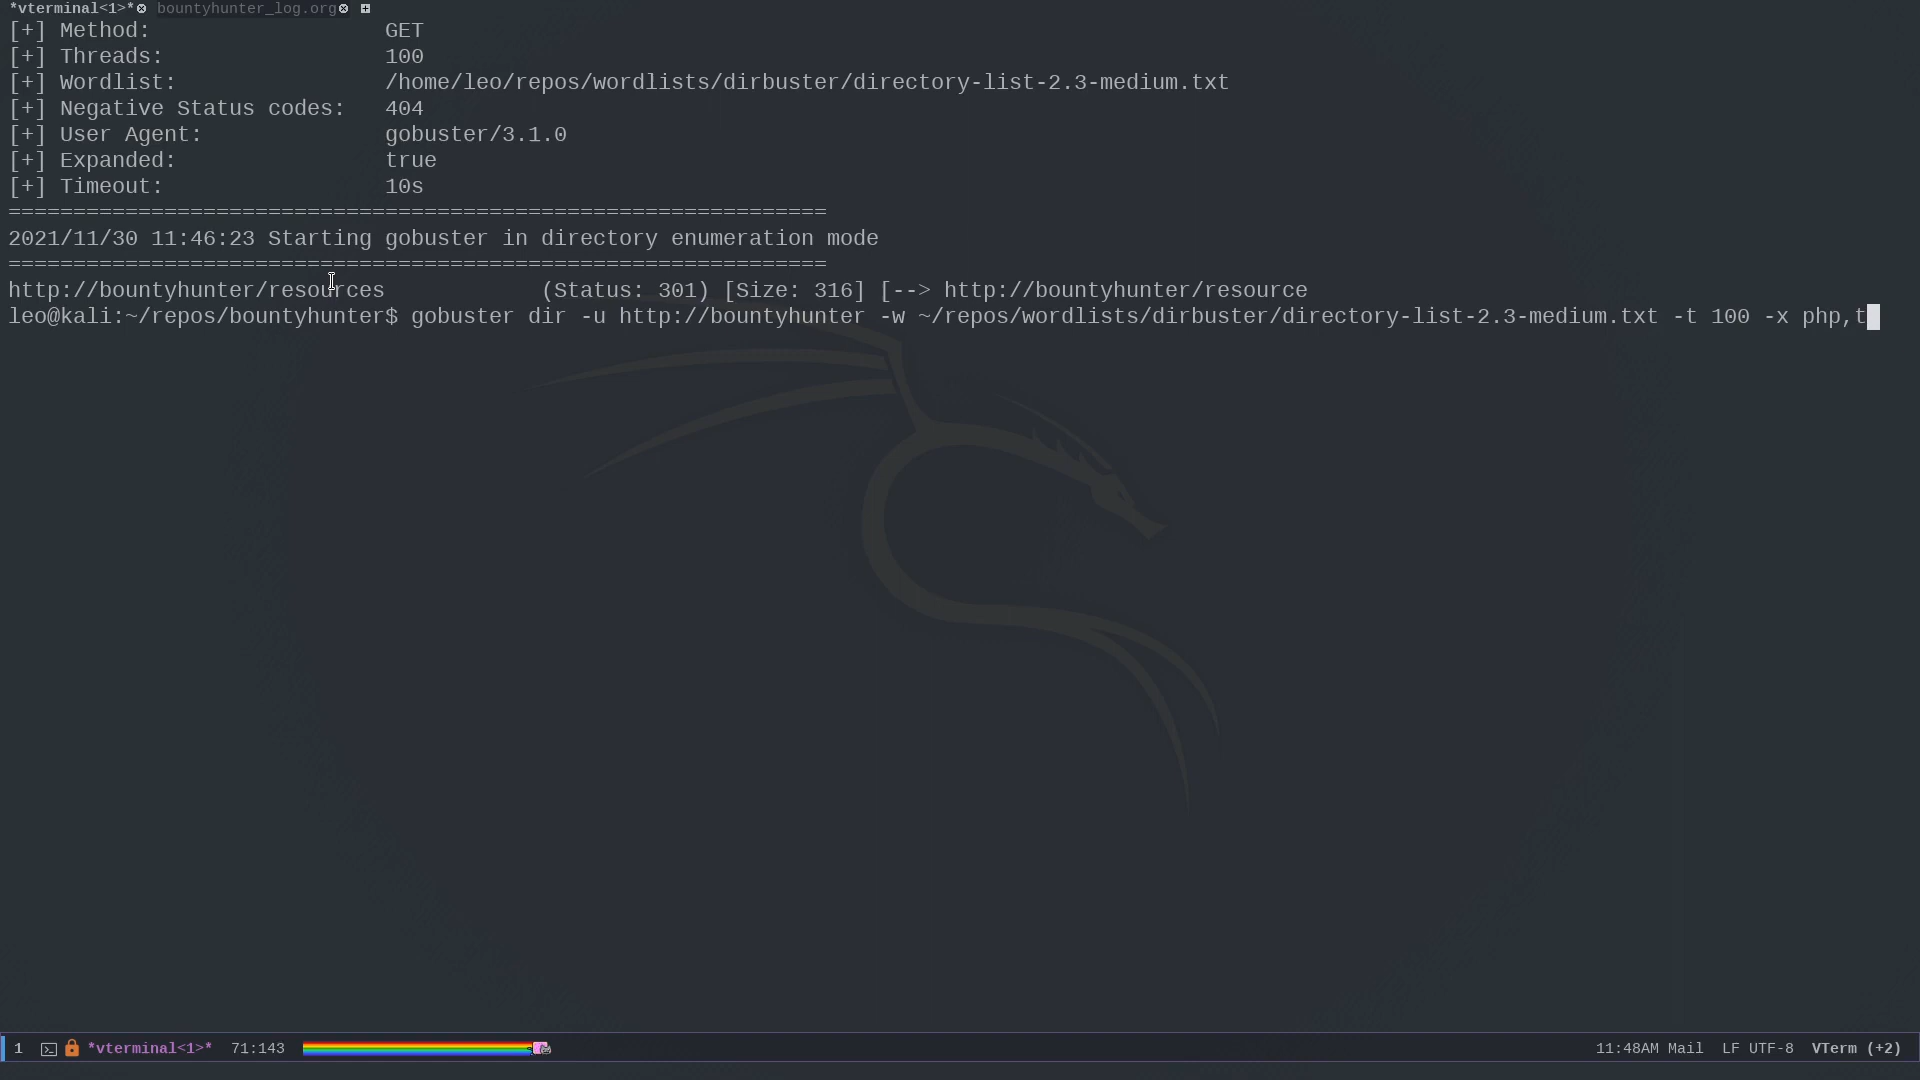 *vterminal<1>* bountyhunter_log.org
[+] Method:                  GET
[+] Threads:                 100
[+] Wordlist:                /home/leo/repos/wordlists/dirbuster/directory-list-2.3-medium.txt
[+] Negative Status codes:   404
[+] User Agent:              gobuster/3.1.0
[+] Expanded:                true
[+] Timeout:                 10s
===============================================================
2021/11/30 11:46:23 Starting gobuster in directory enumeration mode
===============================================================
http://bountyhunter/resources            (Status: 301) [Size: 316] [--> http://bountyhunter/resource
leo@kali:~/repos/bountyhunter$ gobuster dir -u http://bountyhunter -w ~/repos/wordlists/dirbuster/directory-list-2.3-medium.txt -t 100 -x php,t
1 *vterminal<1>* 71:143 11:48AM Mail LF UTF-8 VTerm (+2)